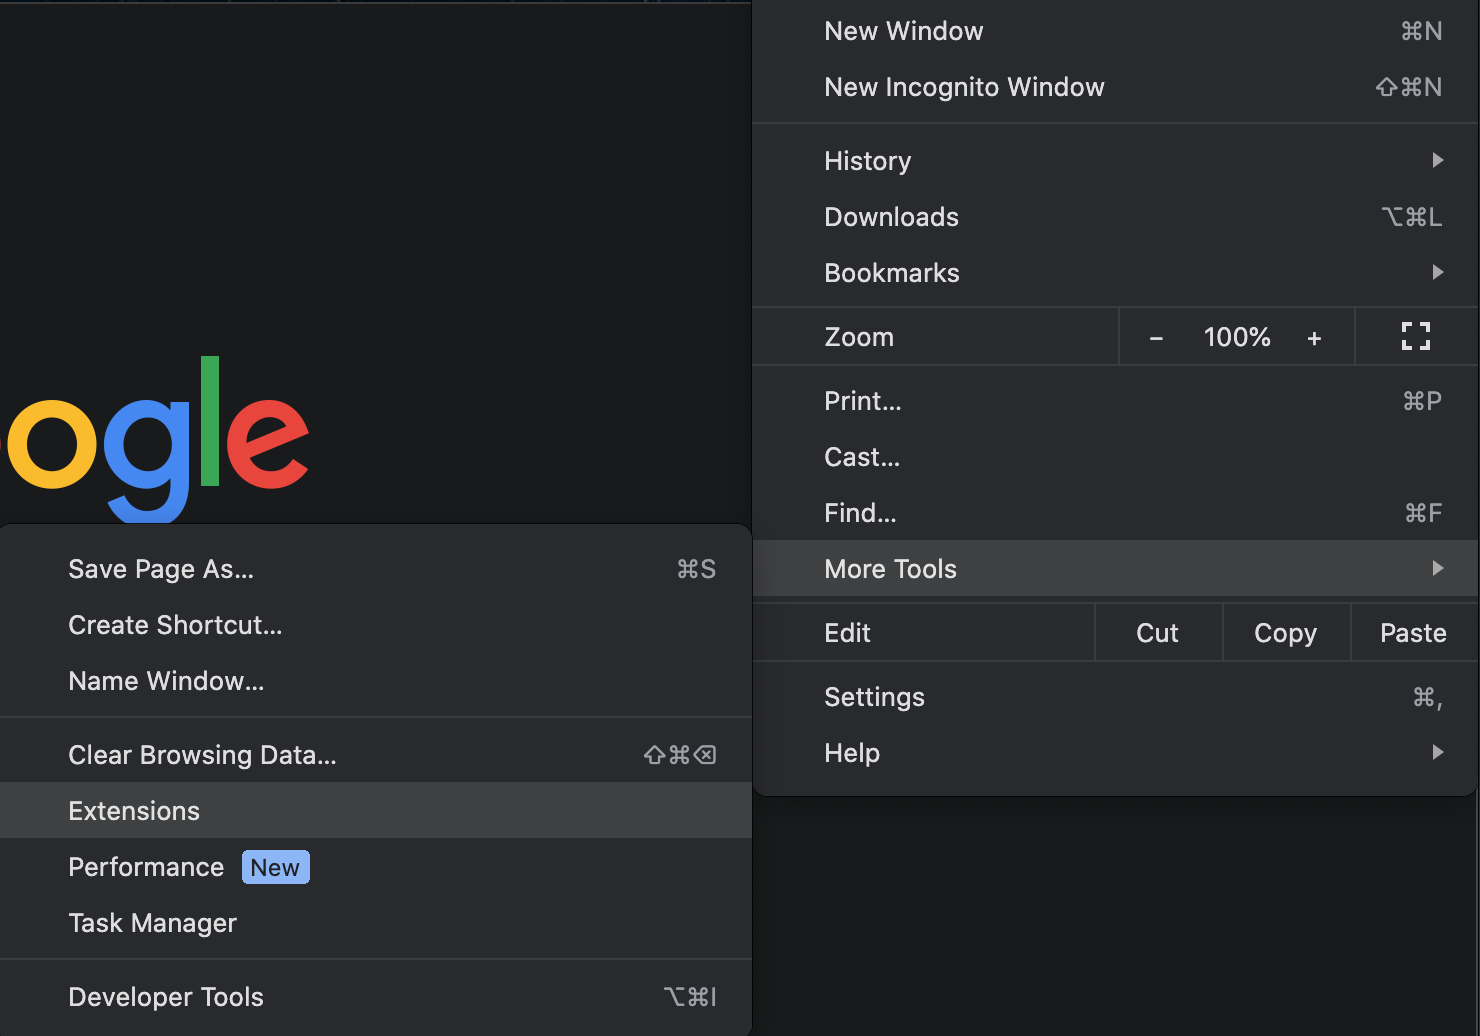 New Window ⌘N
New Incognito Window ⇧⌘N
History
Downloads ⌥⌘L
Bookmarks
Zoom − 100% +
Print... ⌘P
Cast...
Find... ⌘F
More Tools
Edit Cut Copy Paste
Settings ⌘,
Help
ogle
Save Page As... ⌘S
Create Shortcut...
Name Window...
Clear Browsing Data... ⇧⌘⌫
Extensions
Performance New
Task Manager
Developer Tools ⌥⌘I